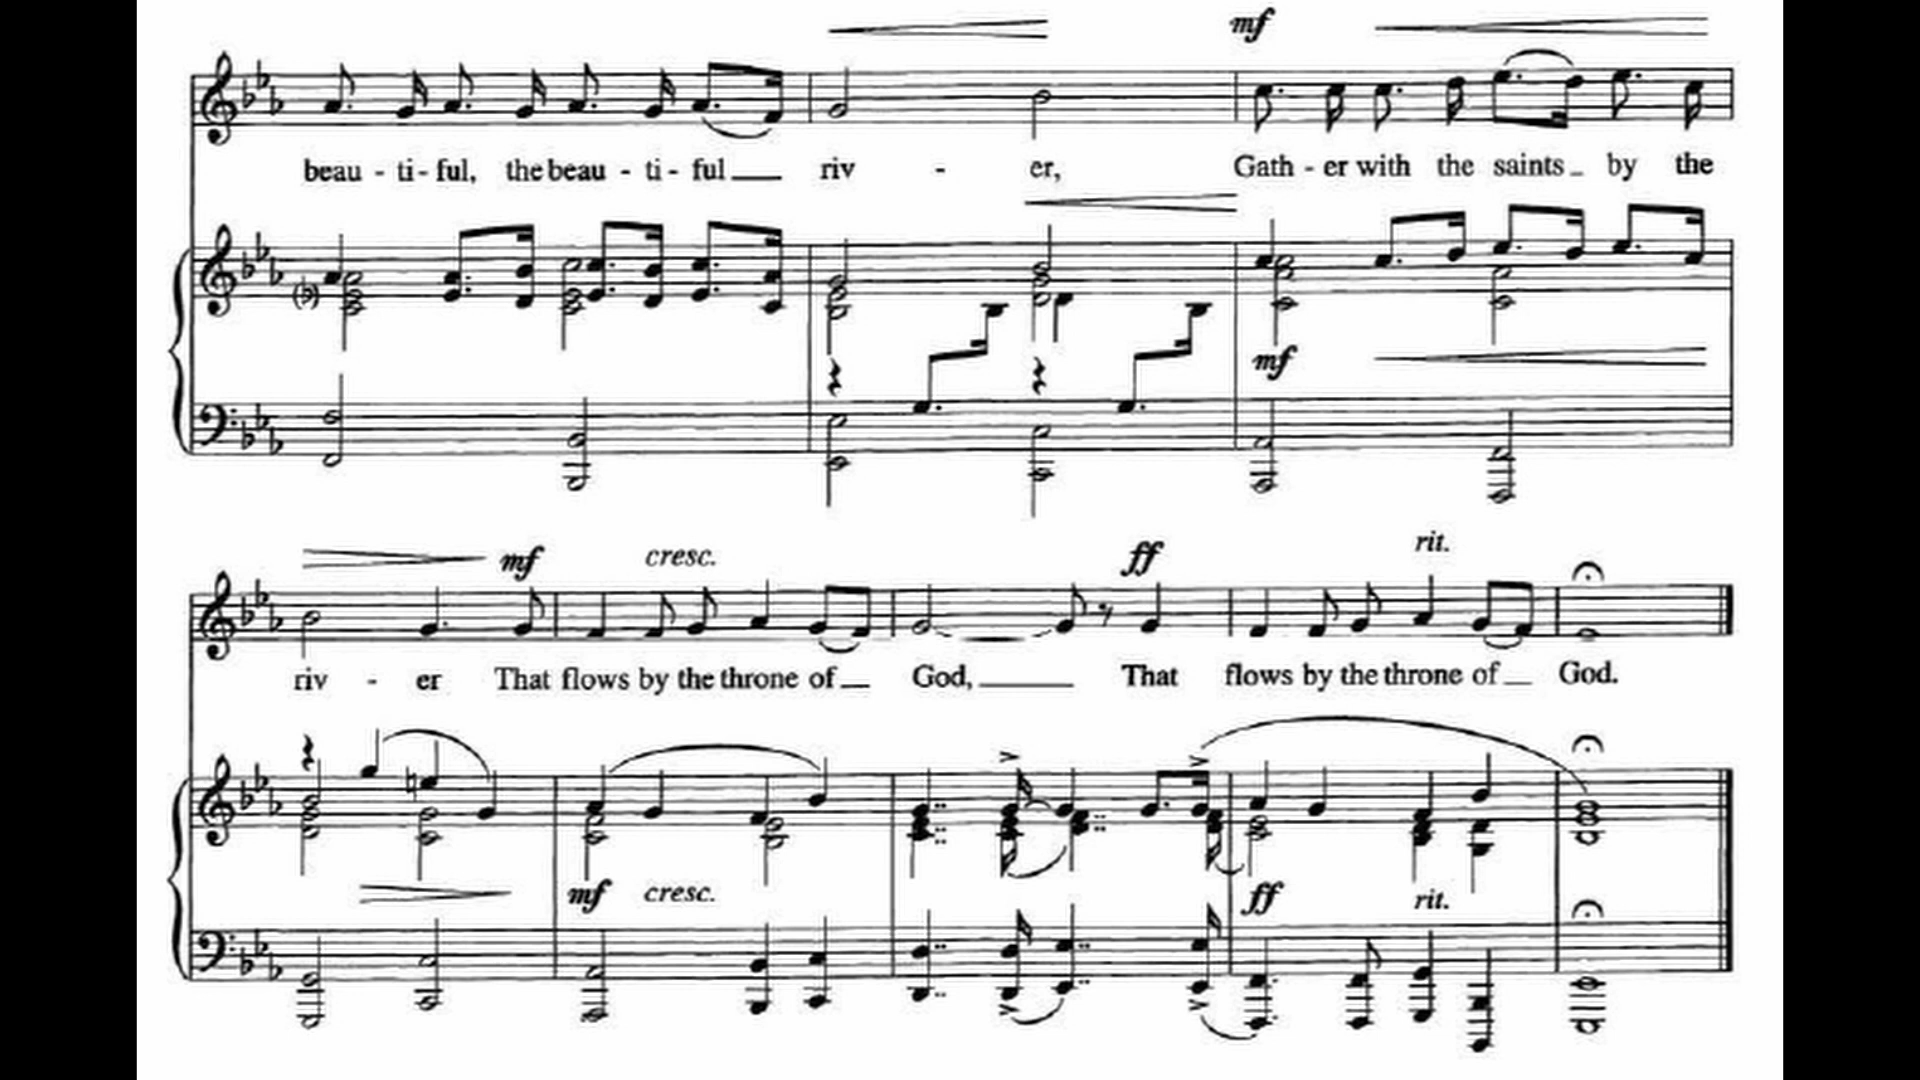 mf
beau - ti - ful, the beau - ti - ful riv - er, Gath - er with the saints by the
mf
mf cresc. ff rit.
riv - er That flows by the throne of God, That flows by the throne of God.
mf cresc. ff rit.